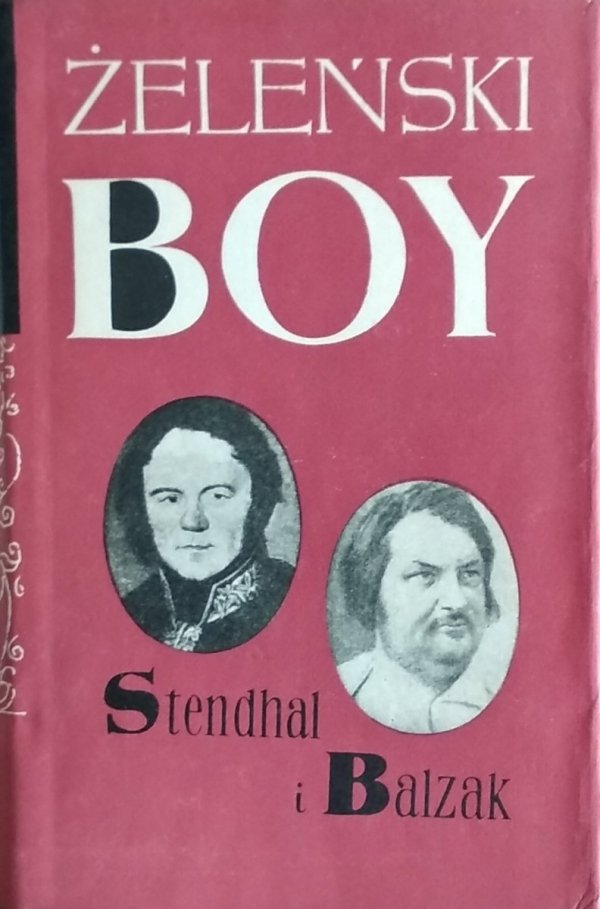 ŻELEŃSKI
BOY
Stendhal
i Balzak